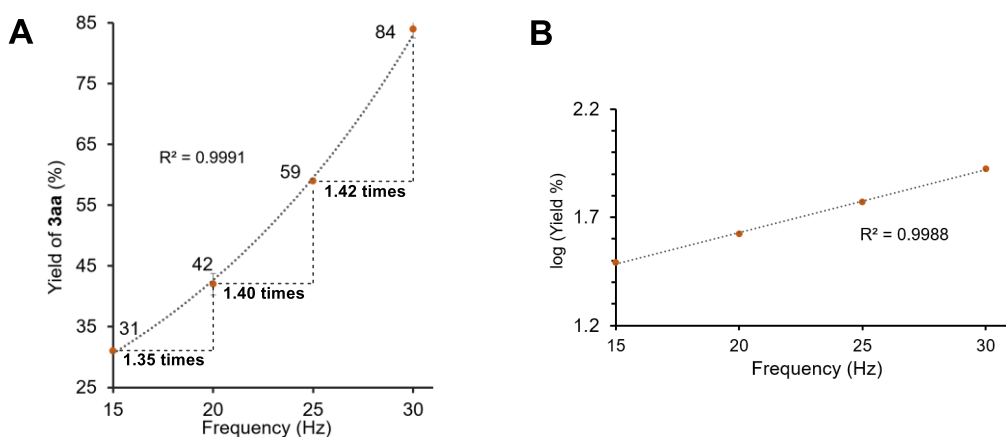 A
85
75
65
55
45
35
25
Yield of 3aa (%)
84
R² = 0.9991
59
1.42 times
42
1.40 times
31
1.35 times
15 20 25 30
Frequency (Hz)
B
2.2
1.7
1.2
log (Yield %)
R² = 0.9988
15 20 25 30
Frequency (Hz)